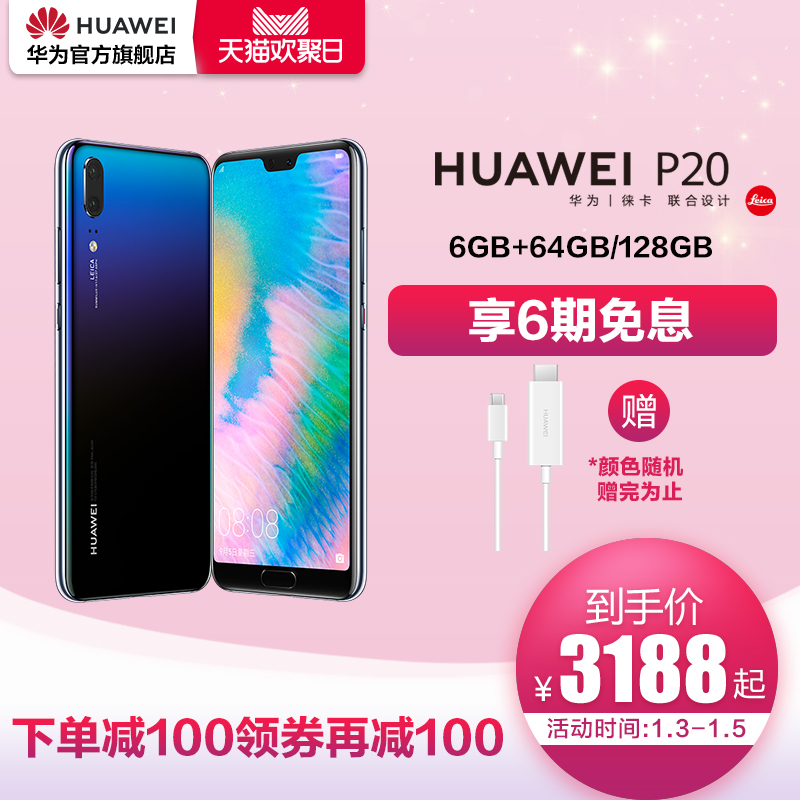 HUAWEI
华为官方旗舰店
天猫欢聚日
HUAWEI P20
华为|徕卡 联合设计
Leica
6GB+64GB/128GB
享6期免息
赠
*颜色随机
赠完为止
HUAWEI
LEICA
HUAWEI
08:08
到手价
¥3188起
活动时间:1.3-1.5
下单减100领券再减100